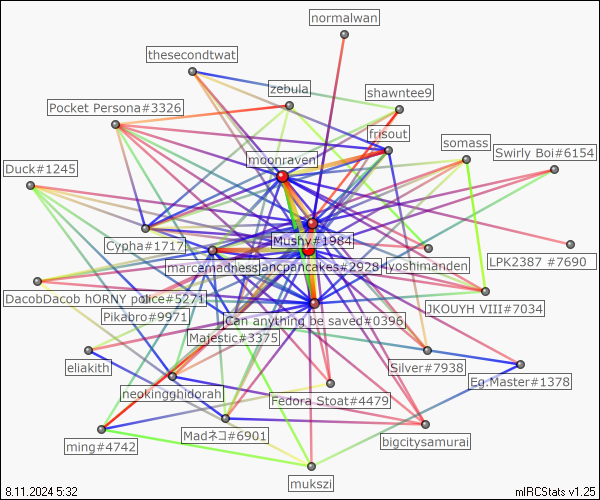 normalwan
thesecondtwat
zebula
shawntee9
Pocket Persona#3326
frisout
somass
Swirly Boi#6154
moonraven
Duck#1245
Cypha#1717
Mushy#1984
LPK2387 #7690
marcemadness
ancpancakes#2928
yoshimanden
DacobDacob hORNY police#5271
Pikabro#9971
JKOUYH VIII#7034
Can anything be saved#0396
Majestic#3375
eliakith
Silver#7938
Eg.Master#1378
neokingghidorah
Fedora Stoat#4479
Madネコ#6901
bigcitysamurai
ming#4742
mukszi
8.11.2024 5:32
mIRCStats v1.25